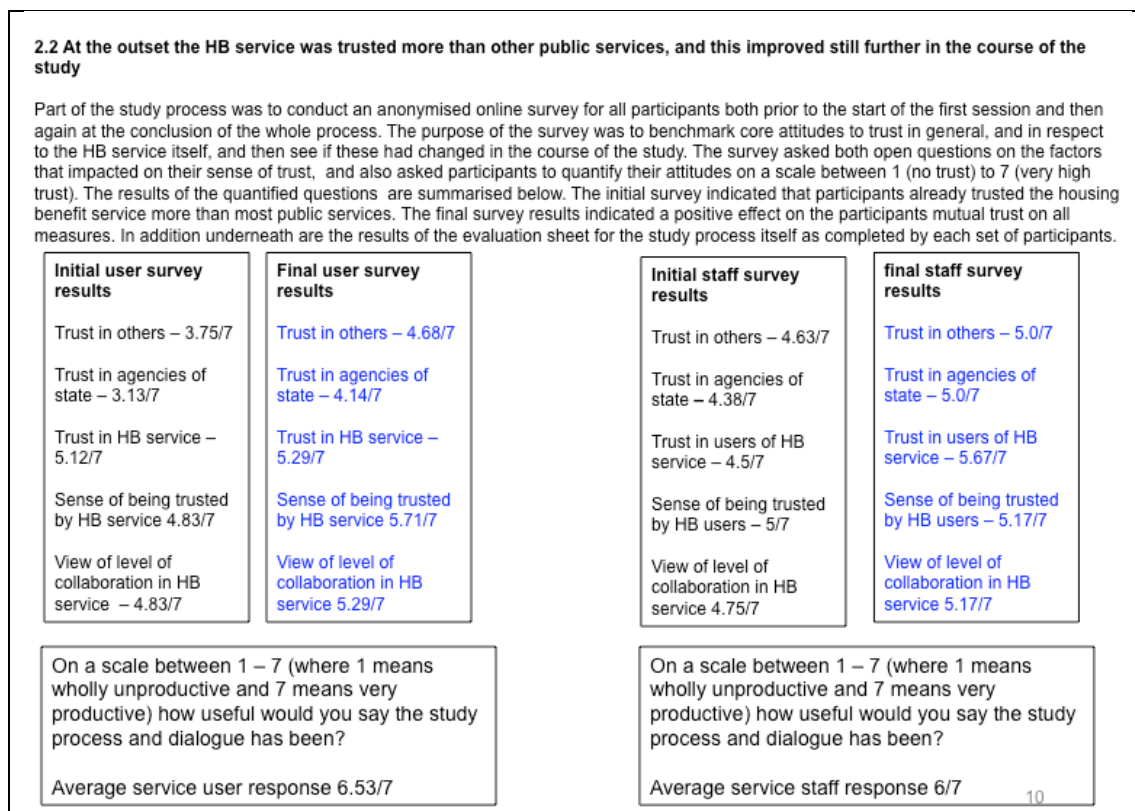 2.2 At the outset the HB service was trusted more than other public services, and this improved still further in the course of the
study
Part of the study process was to conduct an anonymised online survey for all participants both prior to the start of the first session and then
again at the conclusion of the whole process. The purpose of the survey was to benchmark core attitudes to trust in general, and in respect
to the HB service itself, and then see if these had changed in the course of the study. The survey asked both open questions on the factors
that impacted on their sense of trust,  and also asked participants to quantify their attitudes on a scale between 1 (no trust) to 7 (very high
trust). The results of the quantified questions  are summarised below. The initial survey indicated that participants already trusted the housing
benefit service more than most public services. The final survey results indicated a positive effect on the participants mutual trust on all
measures. In addition underneath are the results of the evaluation sheet for the study process itself as completed by each set of participants.
Initial user survey
results
Trust in others – 3.75/7
Trust in agencies of
state – 3.13/7
Trust in HB service –
5.12/7
Sense of being trusted
by HB service 4.83/7
View of level of
collaboration in HB
service  – 4.83/7
Final user survey
results
Trust in others – 4.68/7
Trust in agencies of
state – 4.14/7
Trust in HB service –
5.29/7
Sense of being trusted
by HB service 5.71/7
View of level of
collaboration in HB
service 5.29/7
Initial staff survey
results
Trust in others – 4.63/7
Trust in agencies of
state – 4.38/7
Trust in users of HB
service – 4.5/7
Sense of being trusted
by HB users – 5/7
View of level of
collaboration in HB
service 4.75/7
final staff survey
results
Trust in others – 5.0/7
Trust in agencies of
state – 5.0/7
Trust in users of HB
service – 5.67/7
Sense of being trusted
by HB users – 5.17/7
View of level of
collaboration in HB
service 5.17/7
On a scale between 1 – 7 (where 1 means
wholly unproductive and 7 means very
productive) how useful would you say the study
process and dialogue has been?
Average service user response 6.53/7
On a scale between 1 – 7 (where 1 means
wholly unproductive and 7 means very
productive) how useful would you say the study
process and dialogue has been?
Average service staff response 6/7
10